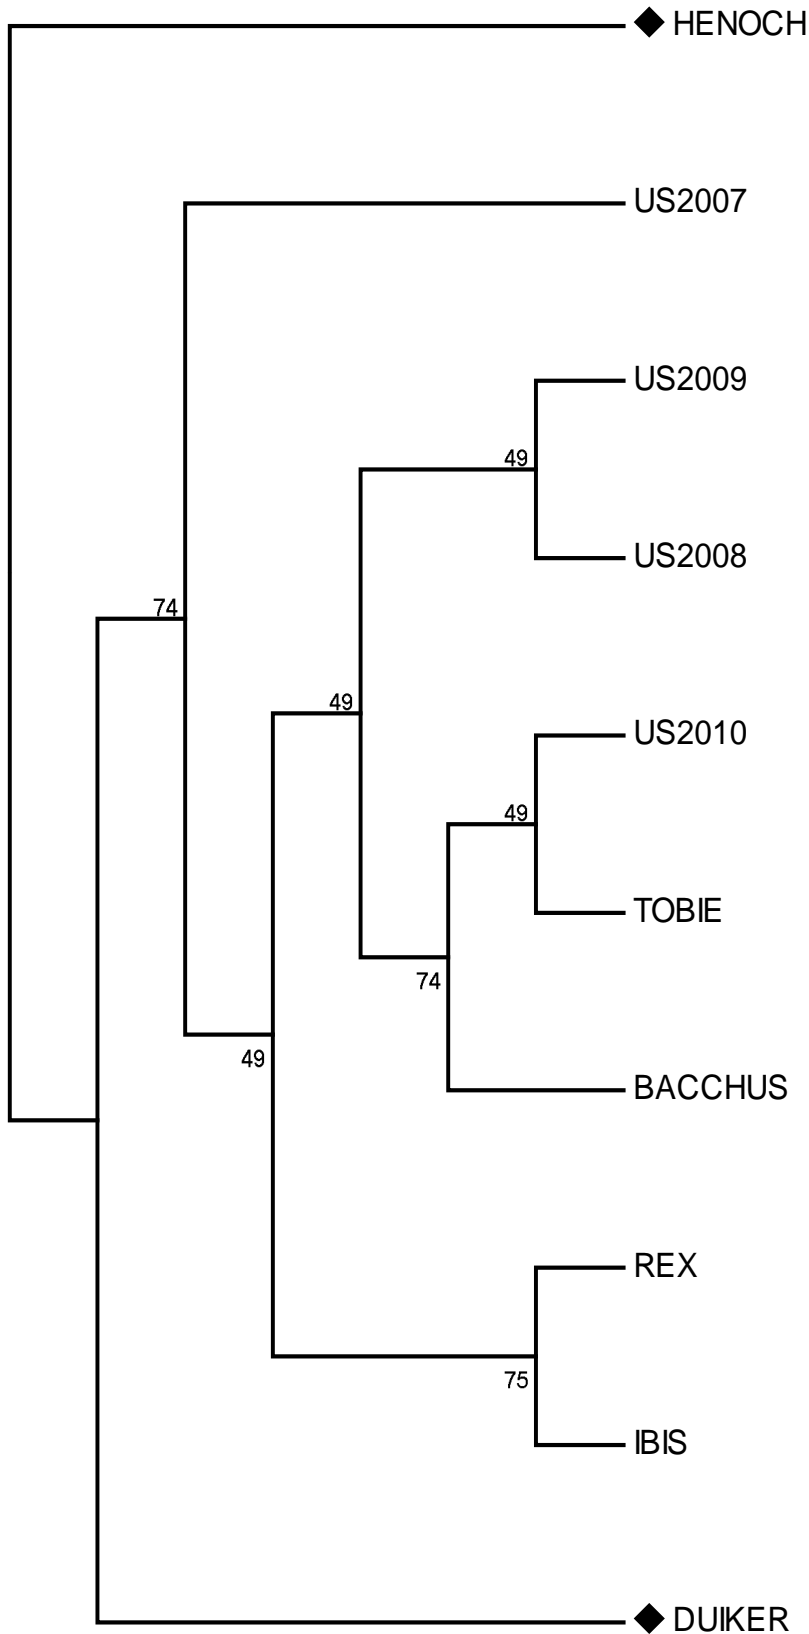 ◆ HENOCH
US2007
US2009
49
US2008
74
49
US2010
49
TOBIE
74
49
BACCHUS
REX
75
IBIS
◆ DUIKER